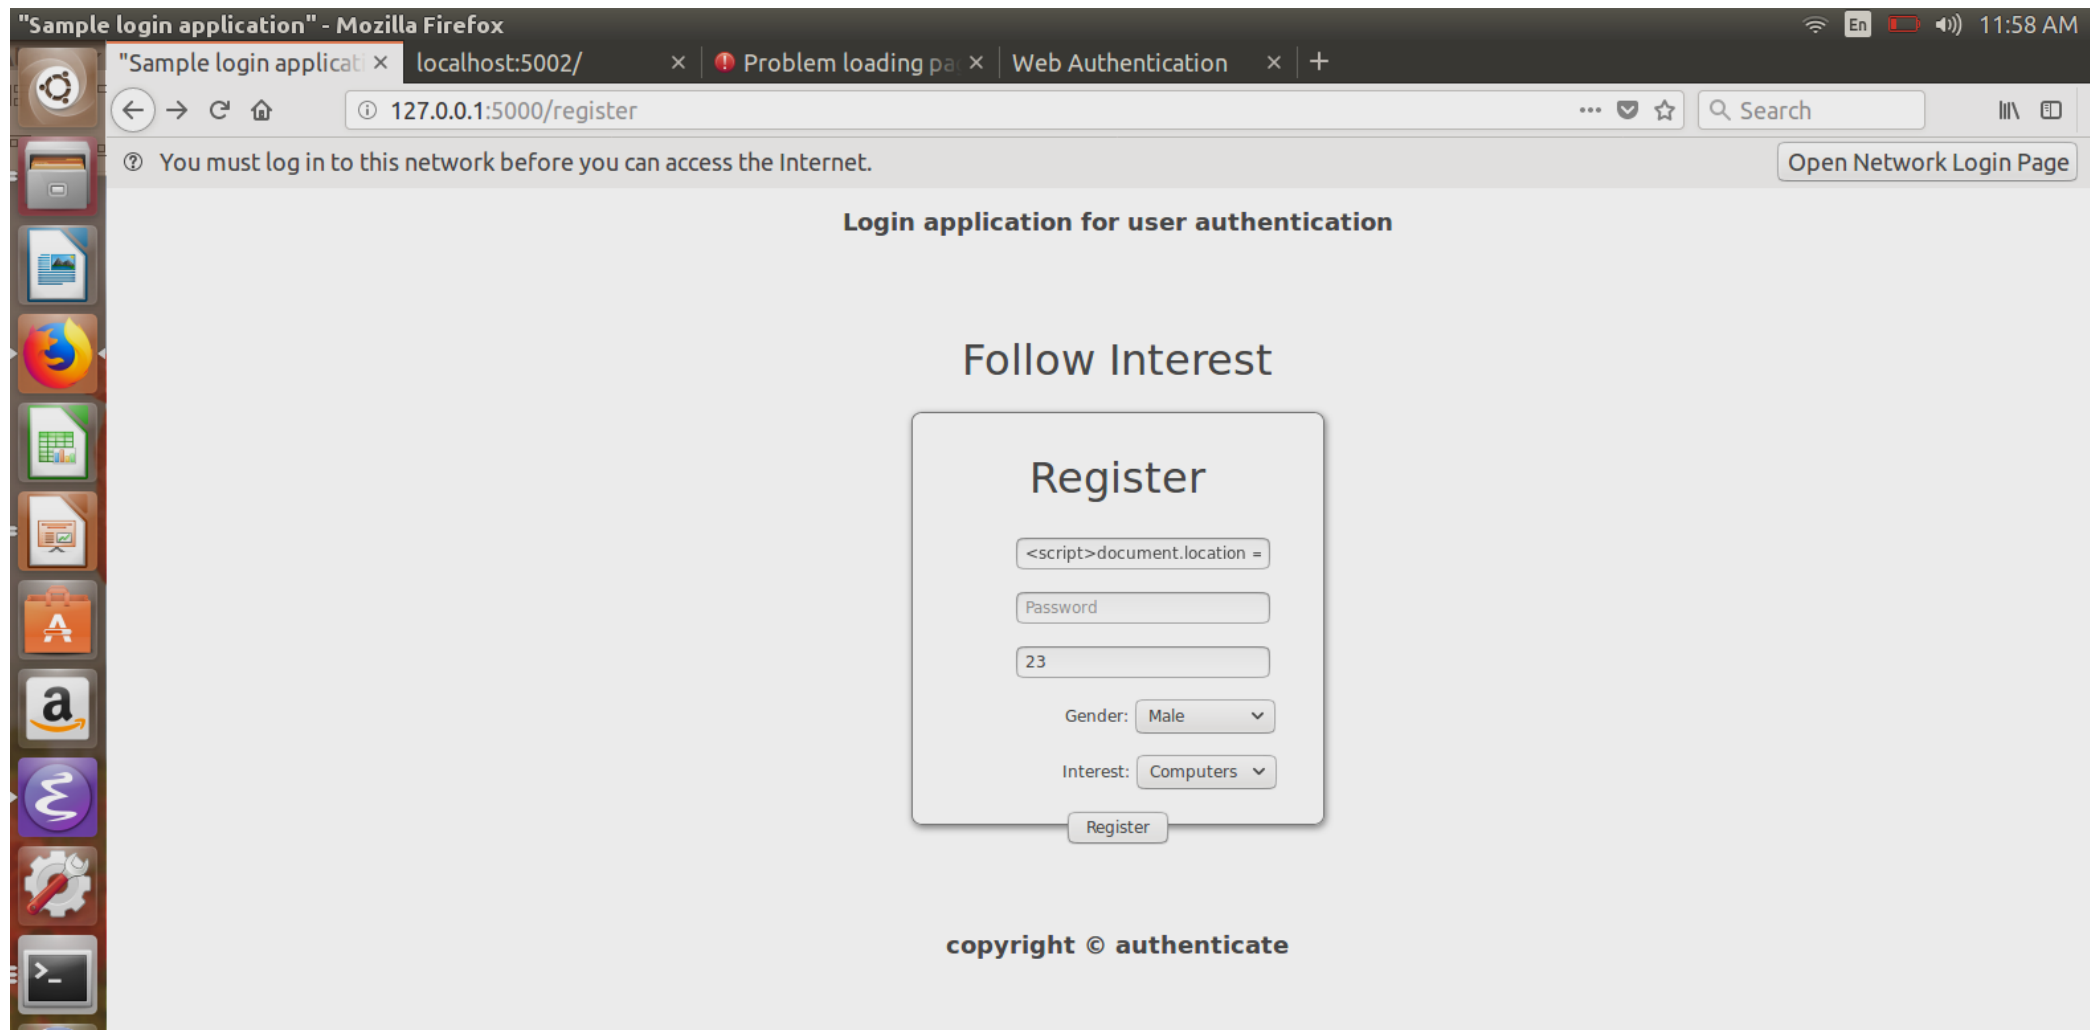 "Sample login application" - Mozilla Firefox
En
11:58 AM
"Sample login applicati
localhost:5002/
Problem loading pag
Web Authentication
127.0.0.1:5000/register
Search
You must log in to this network before you can access the Internet.
Open Network Login Page
Login application for user authentication
Follow Interest
Register
<script>document.location =
Password
23
Gender: Male
Interest: Computers
Register
copyright © authenticate